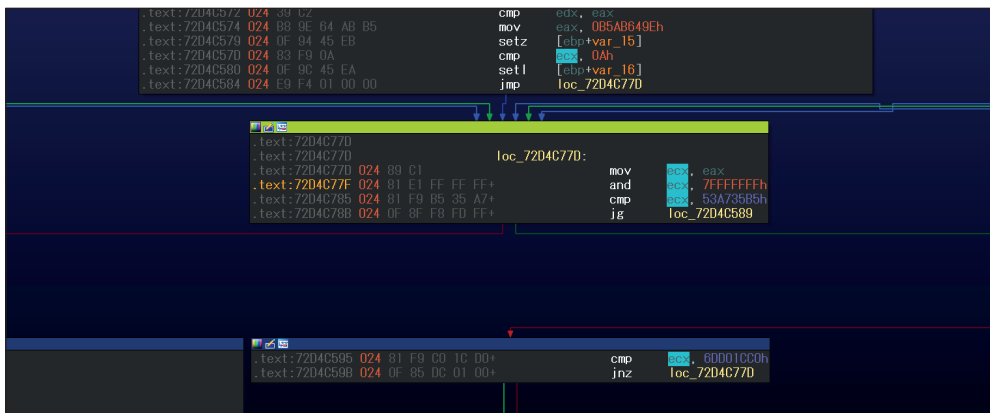 .text:72D4C572 024 39 C2 cmp edx, eax
.text:72D4C574 024 B8 9E 64 AB B5 mov eax, 0B5AB649Eh
.text:72D4C579 024 0F 94 45 EB setz [ebp+var_15]
.text:72D4C57D 024 83 F9 0A cmp ecx, 0Ah
.text:72D4C580 024 0F 9C 45 EA setl [ebp+var_16]
.text:72D4C584 024 E9 F4 01 00 00 jmp loc_72D4C77D
.text:72D4C77D
.text:72D4C77D loc_72D4C77D:
.text:72D4C77D 024 89 C1 mov ecx, eax
.text:72D4C77F 024 81 E1 FF FF FF+ and ecx, 7FFFFFFFh
.text:72D4C785 024 81 F9 B5 35 A7+ cmp ecx, 53A735B5h
.text:72D4C78B 024 0F 8F F8 FD FF+ jg loc_72D4C589
.text:72D4C595 024 81 F9 C0 1C D0+ cmp ecx, 6DD01CC0h
.text:72D4C59B 024 0F 85 DC 01 00+ jnz loc_72D4C77D